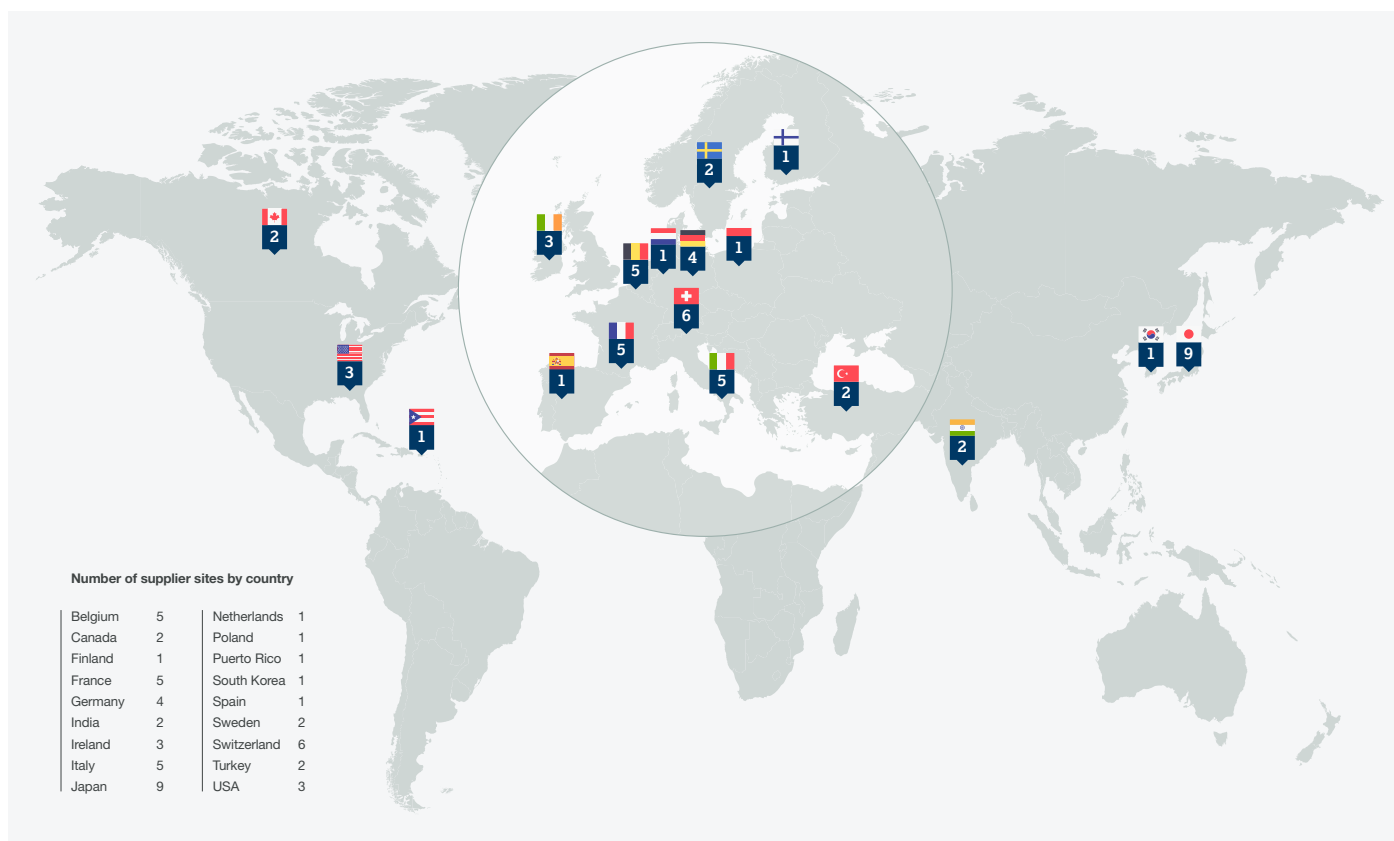 2
1
2
3
1
4
1
5
2
6
5
1
9
3
5
1
2
1
2
Number of supplier sites by country
Belgium 5 Netherlands 1
Canada 2 Poland 1
Finland 1 Puerto Rico 1
France 5 South Korea 1
Germany 4 Spain 1
India 2 Sweden 2
Ireland 3 Switzerland 6
Italy 5 Turkey 2
Japan 9 USA 3